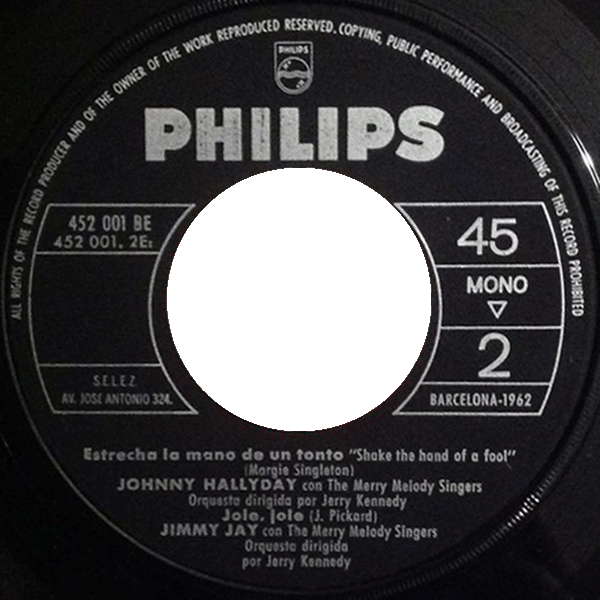 ALL RIGHTS OF THE RECORD PRODUCER AND OF THE OWNER OF THE WORK REPRODUCED RESERVED. COPYING, PUBLIC PERFORMANCE AND BROADCASTING OF THIS RECORD PROHIBITED
PHILIPS
PHILIPS
452 001 BE
452 001. 2E:
45
MONO
2
S.E.L.E.Z.
AV. JOSE ANTONIO 324.
BARCELONA-1962
Estrecha la mano de un tonto "Shake the hand of a fool"
(Margie Singleton)
JOHNNY HALLYDAY con The Merry Melody Singers
Orquesta dirigida por Jerry Kennedy
Jole, jole (J. Pickard)
JIMMY JAY con The Merry Melody Singers
Orquesta dirigida
por Jerry Kennedy